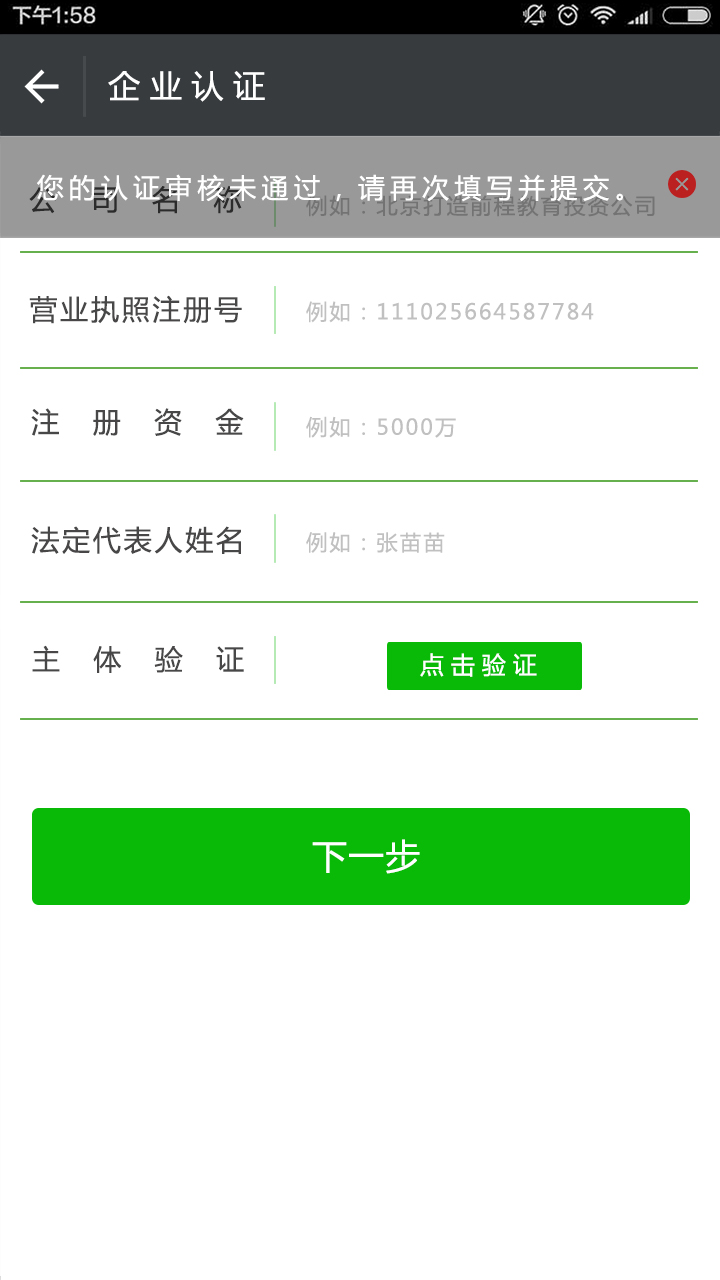 下午1:58
企业认证
您的认证审核未通过，请再次填写并提交。
公司名称 例如：北京打造前程教育投资公司
营业执照注册号 例如：111025664587784
注册资金 例如：5000万
法定代表人姓名 例如：张苗苗
主体验证 点击验证
下一步